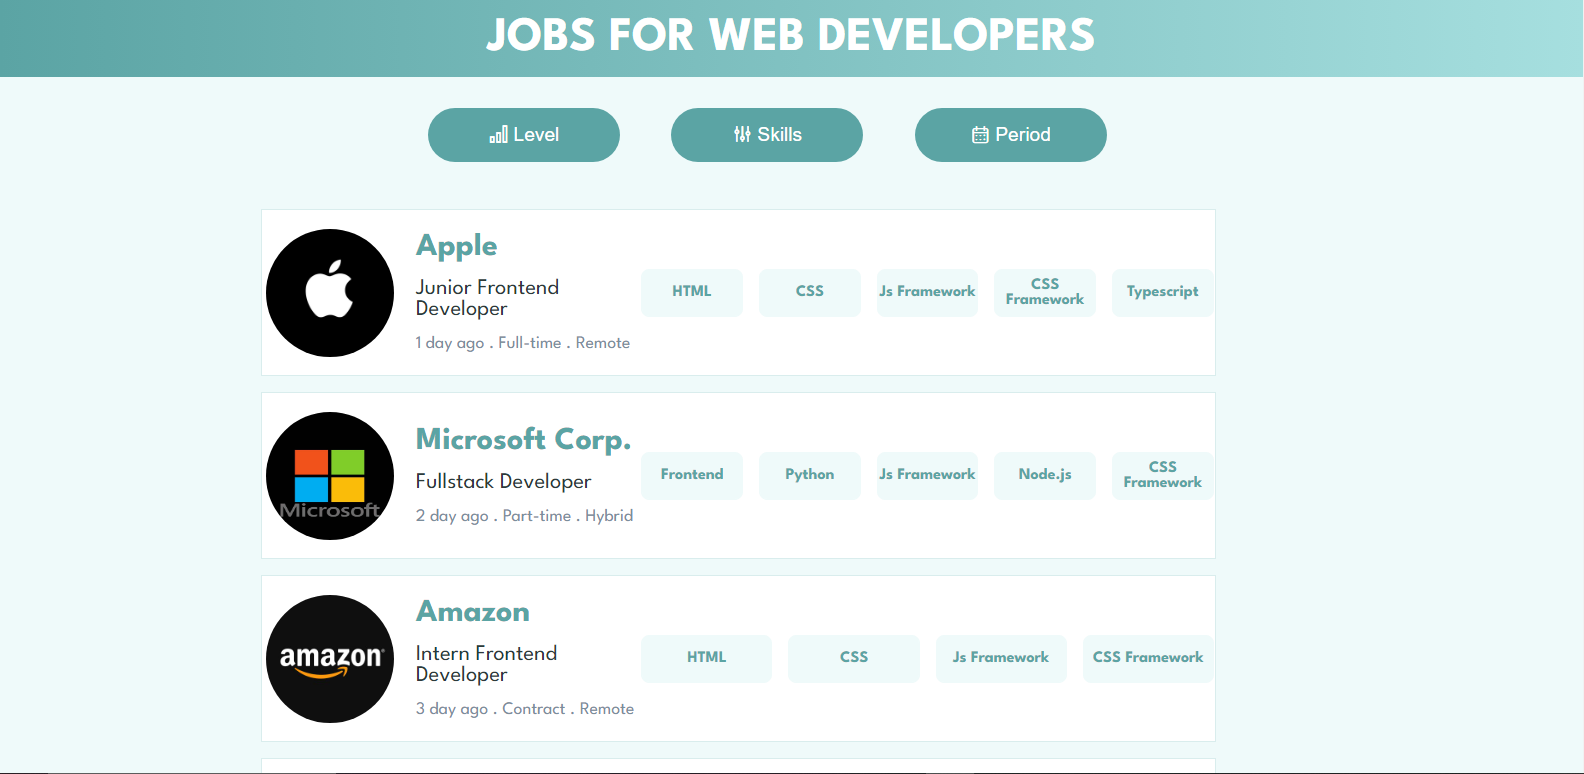 JOBS FOR WEB DEVELOPERS
Level
Skills
Period
Apple
Junior Frontend
Developer
1 day ago . Full-time . Remote
HTML
CSS
Js Framework
CSS
Framework
Typescript
Microsoft
Microsoft Corp.
Fullstack Developer
2 day ago . Part-time . Hybrid
Frontend
Python
Js Framework
Node.js
CSS
Framework
amazon
Amazon
Intern Frontend
Developer
3 day ago . Contract . Remote
HTML
CSS
Js Framework
CSS Framework